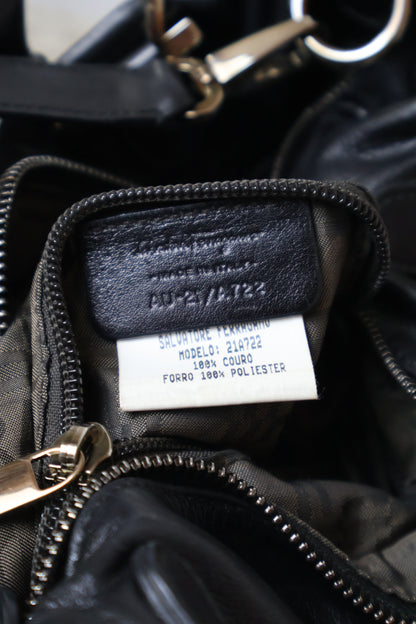 Salvatore Ferragamo
MADE IN ITALY
AU-21/A722
SALVATORE FERRAGAMO
MODELO: 21A722
100% COURO
FORRO 100% POLIESTER